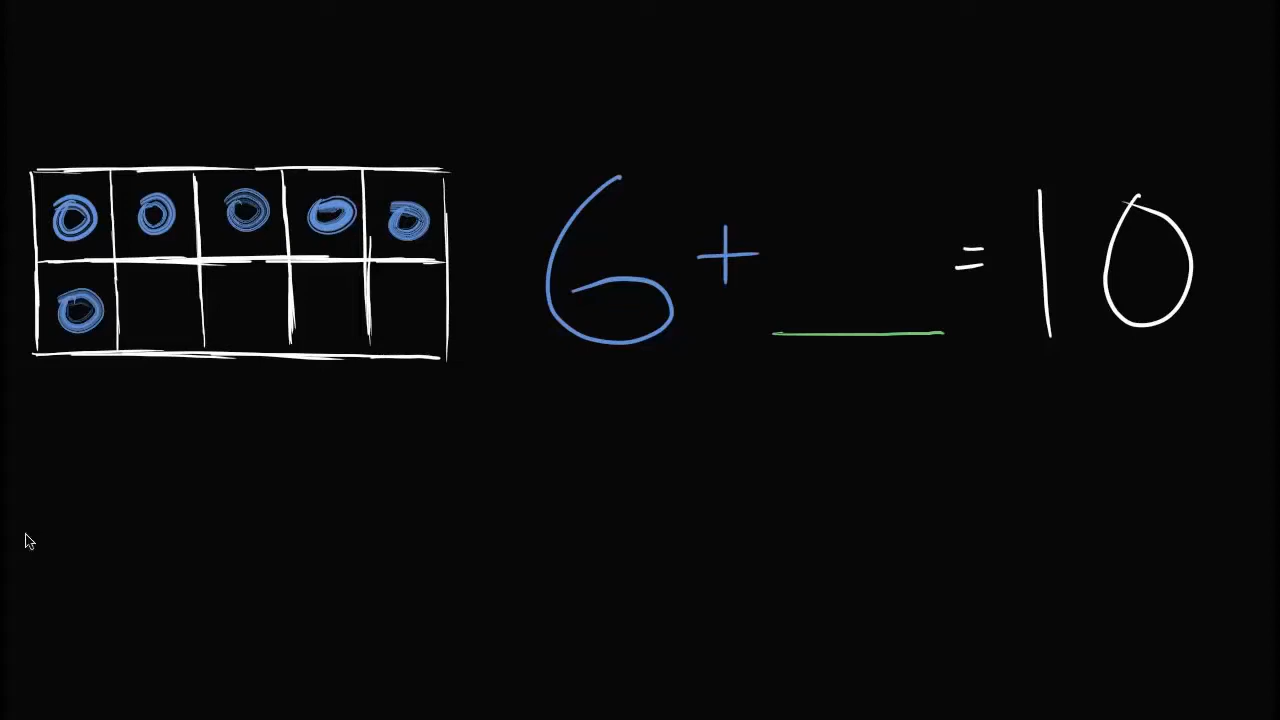 6 + ___ = 10